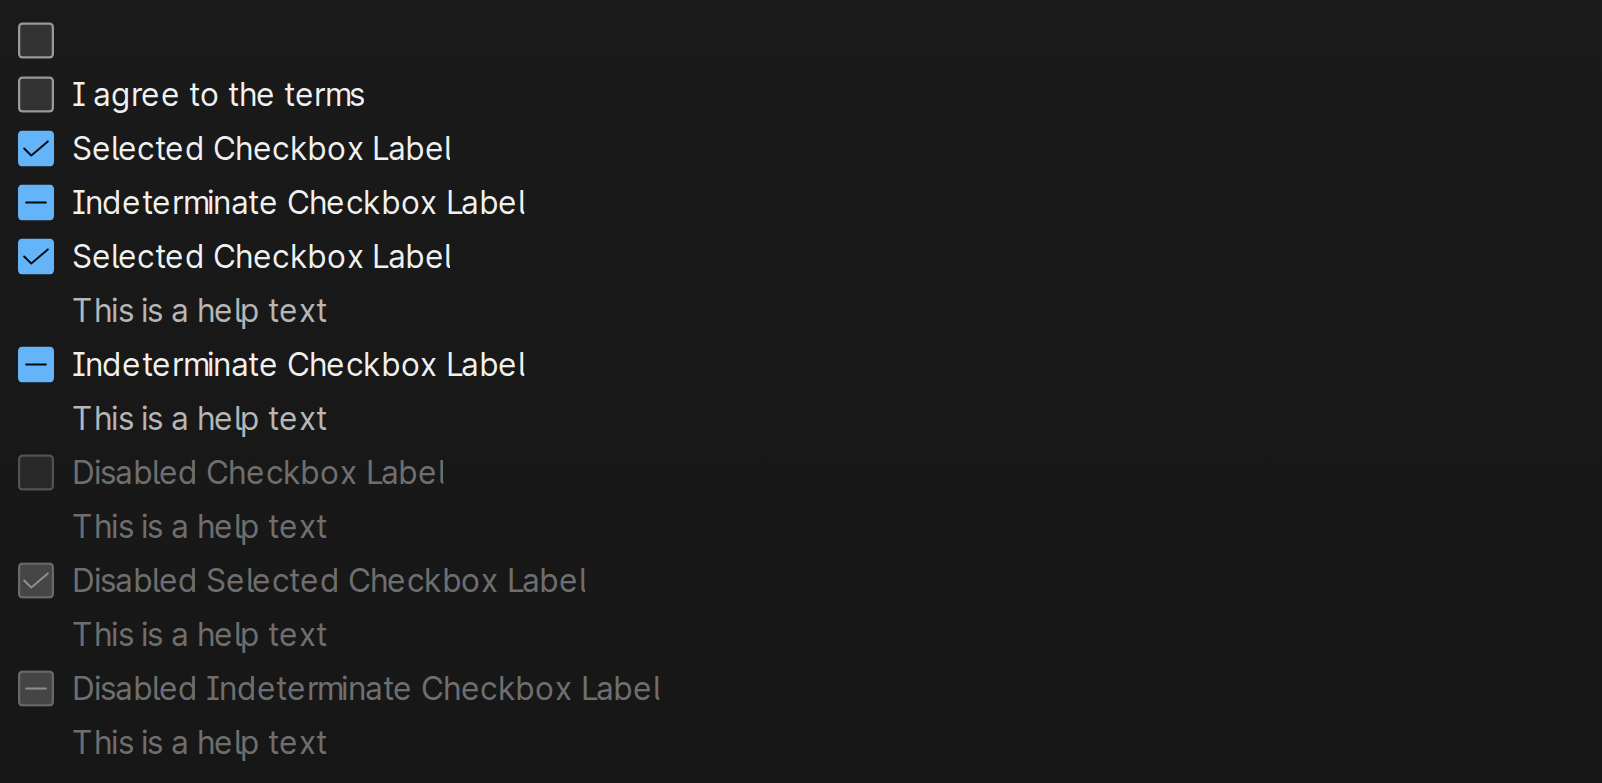 I agree to the terms
Selected Checkbox Label
Indeterminate Checkbox Label
Selected Checkbox Label
This is a help text
Indeterminate Checkbox Label
This is a help text
Disabled Checkbox Label
This is a help text
Disabled Selected Checkbox Label
This is a help text
Disabled Indeterminate Checkbox Label
This is a help text